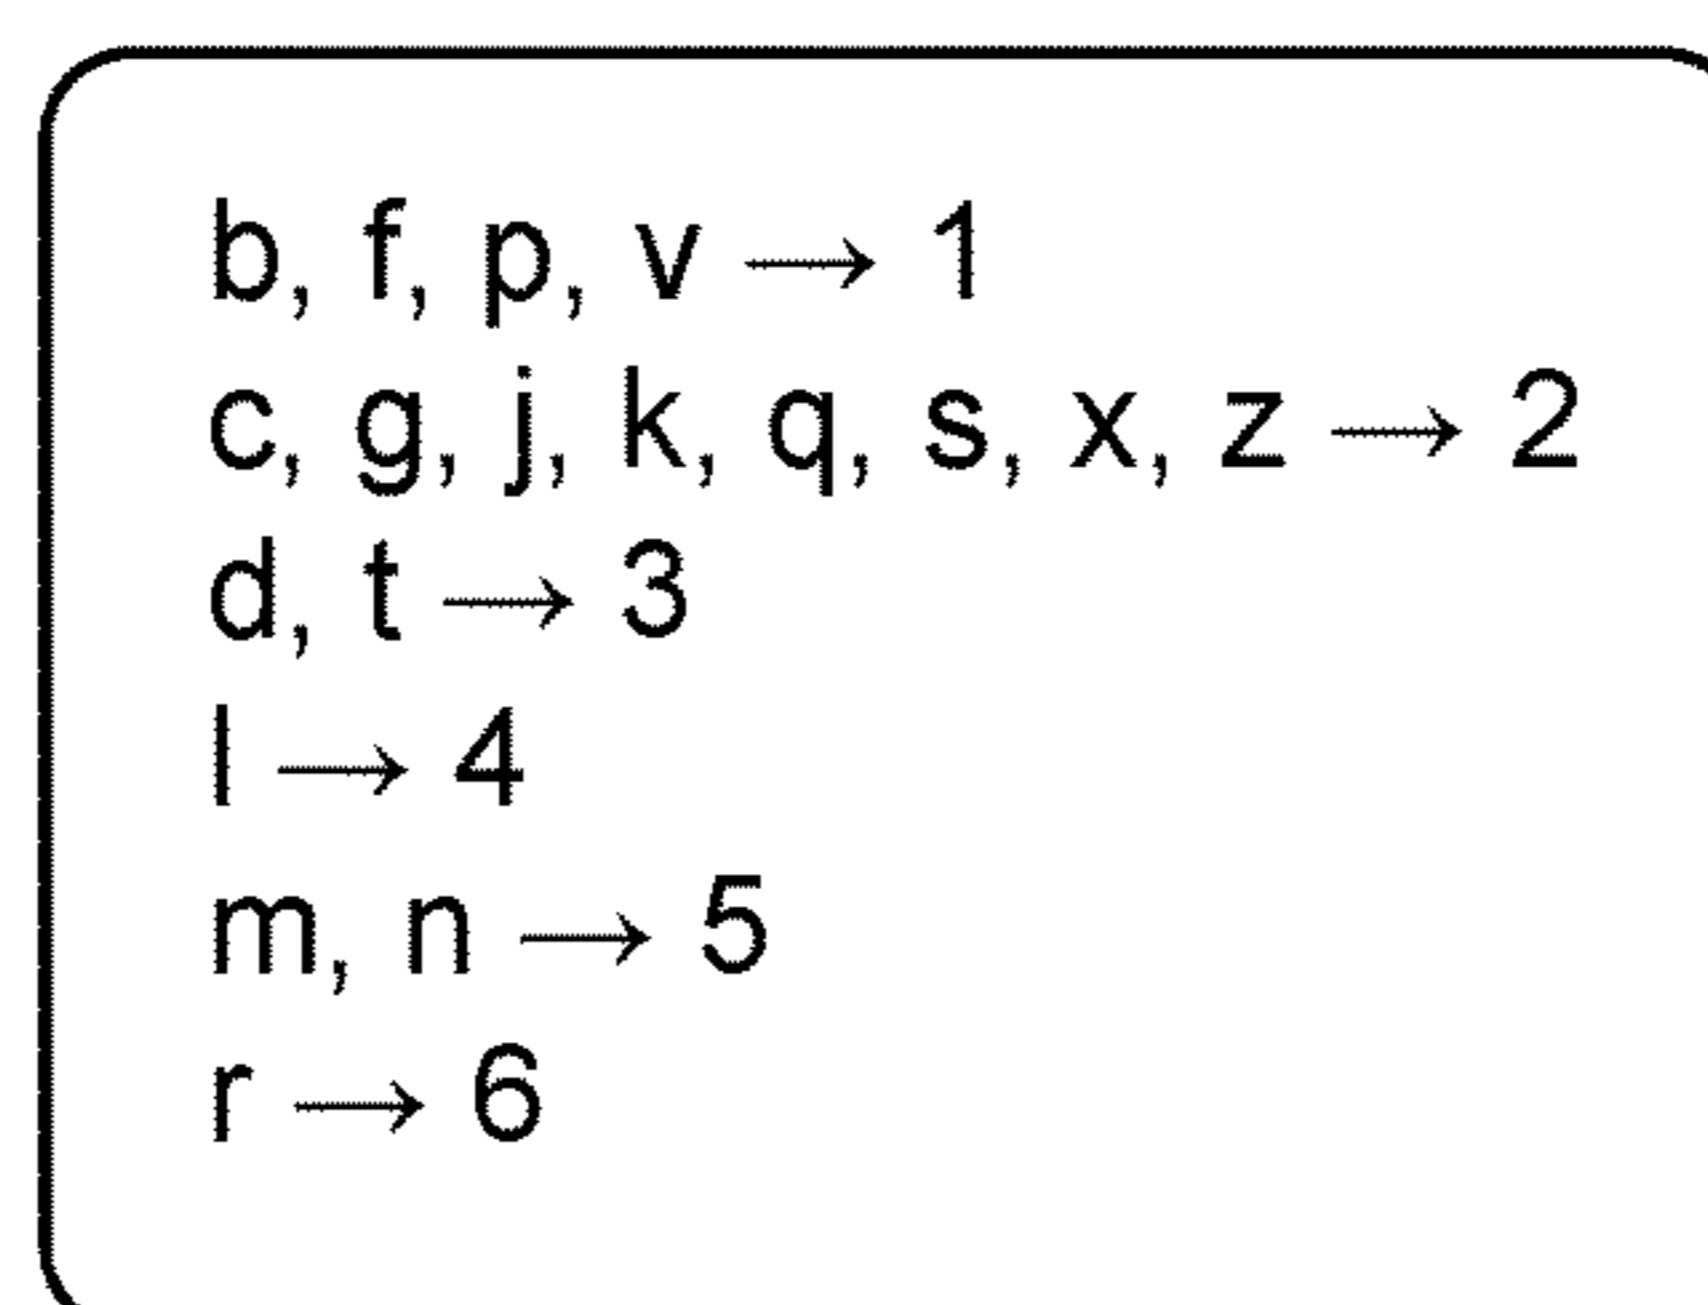 b, f, p, v → 1
c, g, j, k, q, s, x, z → 2
d, t → 3
l → 4
m, n → 5
r → 6